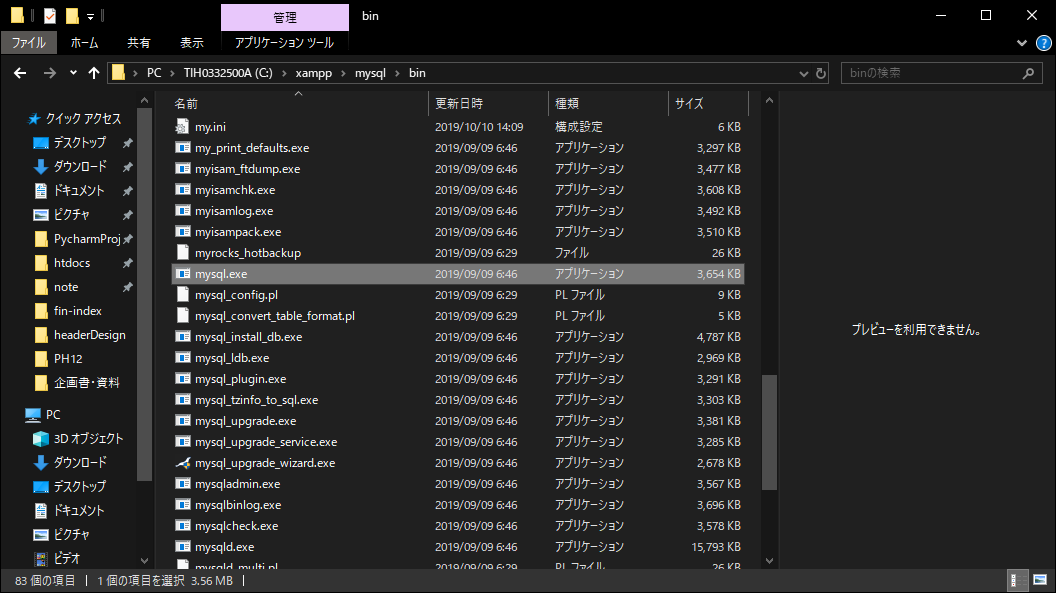 管理
bin
ファイル
ホーム
共有
表示
アプリケーション ツール
PC > TIH0332500A (C:) > xampp > mysql > bin
binの検索
クイック アクセス
デスクトップ
ダウンロード
ドキュメント
ピクチャ
PycharmProj
htdocs
note
fin-index
headerDesign
PH12
企画書・資料
PC
3D オブジェクト
ダウンロード
デスクトップ
ドキュメント
ピクチャ
ビデオ
名前 更新日時 種類 サイズ
my.ini 2019/10/10 14:09 構成設定 6 KB
my_print_defaults.exe 2019/09/09 6:46 アプリケーション 3,297 KB
myisam_ftdump.exe 2019/09/09 6:46 アプリケーション 3,477 KB
myisamchk.exe 2019/09/09 6:46 アプリケーション 3,608 KB
myisamlog.exe 2019/09/09 6:46 アプリケーション 3,492 KB
myisampack.exe 2019/09/09 6:46 アプリケーション 3,510 KB
myrocks_hotbackup 2019/09/09 6:29 ファイル 26 KB
mysql.exe 2019/09/09 6:46 アプリケーション 3,654 KB
mysql_config.pl 2019/09/09 6:29 PL ファイル 9 KB
mysql_convert_table_format.pl 2019/09/09 6:29 PL ファイル 5 KB
mysql_install_db.exe 2019/09/09 6:46 アプリケーション 4,787 KB
mysql_ldb.exe 2019/09/09 6:46 アプリケーション 2,969 KB
mysql_plugin.exe 2019/09/09 6:46 アプリケーション 3,291 KB
mysql_tzinfo_to_sql.exe 2019/09/09 6:46 アプリケーション 3,303 KB
mysql_upgrade.exe 2019/09/09 6:46 アプリケーション 3,381 KB
mysql_upgrade_service.exe 2019/09/09 6:46 アプリケーション 3,285 KB
mysql_upgrade_wizard.exe 2019/09/09 6:46 アプリケーション 2,678 KB
mysqladmin.exe 2019/09/09 6:46 アプリケーション 3,567 KB
mysqlbinlog.exe 2019/09/09 6:46 アプリケーション 3,696 KB
mysqlcheck.exe 2019/09/09 6:46 アプリケーション 3,578 KB
mysqld.exe 2019/09/09 6:46 アプリケーション 15,793 KB
mysqld_multi.pl 2019/09/09 6:29 PL ファイル 26 KB
プレビューを利用できません。
83 個の項目 1 個の項目を選択 3.56 MB